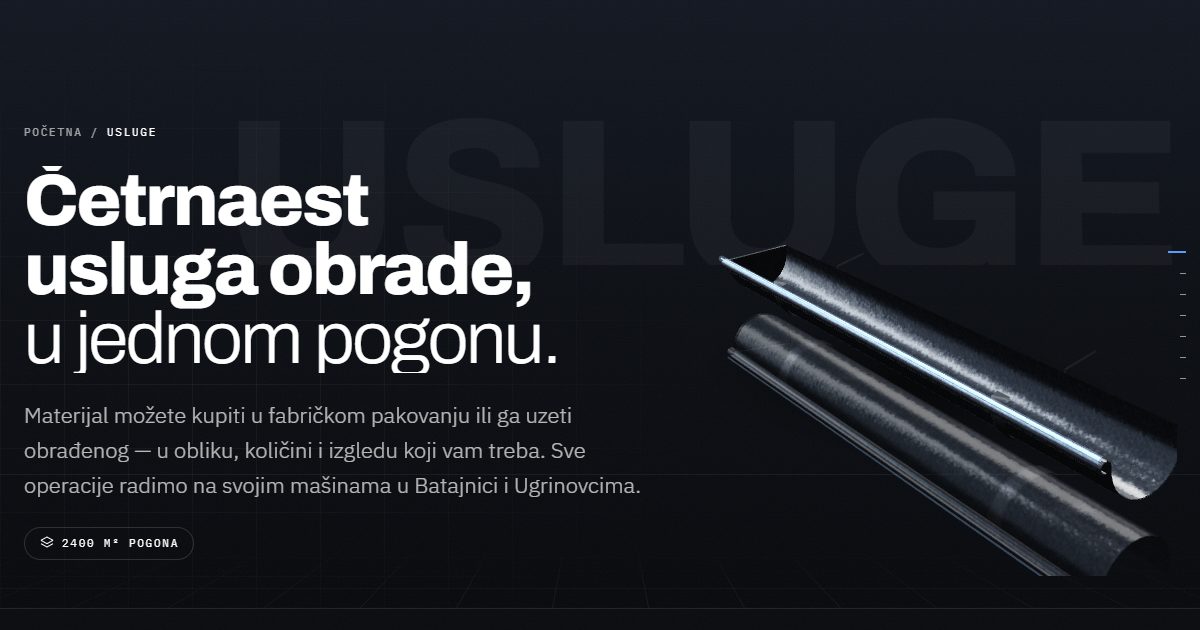 POČETNA / USLUGE
USLUGE
Četrnaest
usluga obrade,
u jednom pogonu.
Materijal možete kupiti u fabričkom pakovanju ili ga uzeti
obrađenog — u obliku, količini i izgledu koji vam treba. Sve
operacije radimo na svojim mašinama u Batajnici i Ugrinovcima.
2400 M² POGONA